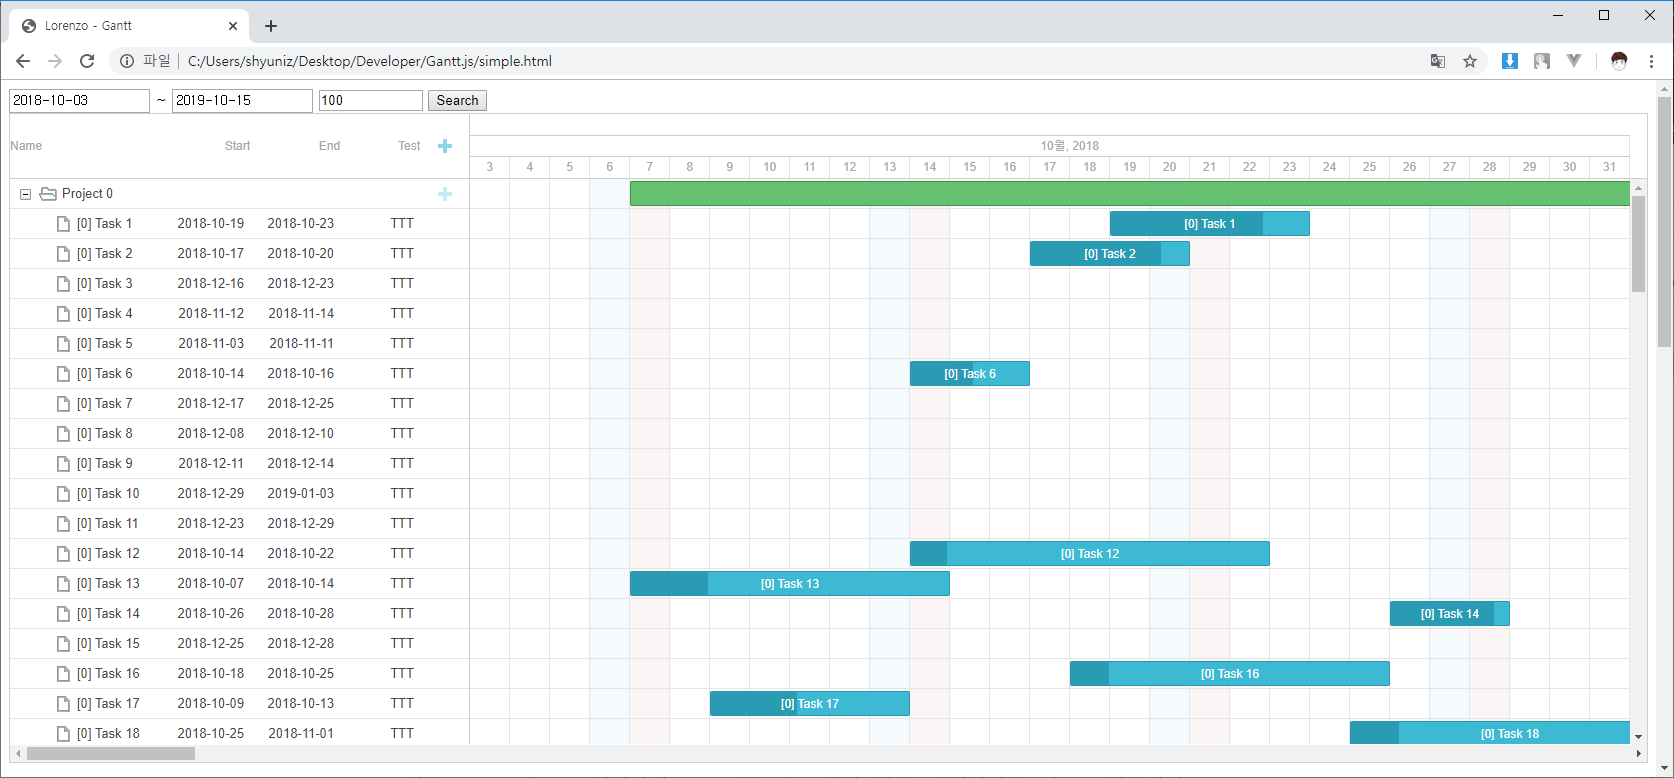 Lorenzo - Gantt
파일 | C:/Users/shyuniz/Desktop/Developer/Gantt.js/simple.html
2018-10-03 ~ 2019-10-15 100 Search
10월, 2018
Name Start End Test
3 4 5 6 7 8 9 10 11 12 13 14 15 16 17 18 19 20 21 22 23 24 25 26 27 28 29 30 31
Project 0
[0] Task 1 2018-10-19 2018-10-23 TTT [0] Task 1
[0] Task 2 2018-10-17 2018-10-20 TTT [0] Task 2
[0] Task 3 2018-12-16 2018-12-23 TTT
[0] Task 4 2018-11-12 2018-11-14 TTT
[0] Task 5 2018-11-03 2018-11-11 TTT
[0] Task 6 2018-10-14 2018-10-16 TTT [0] Task 6
[0] Task 7 2018-12-17 2018-12-25 TTT
[0] Task 8 2018-12-08 2018-12-10 TTT
[0] Task 9 2018-12-11 2018-12-14 TTT
[0] Task 10 2018-12-29 2019-01-03 TTT
[0] Task 11 2018-12-23 2018-12-29 TTT
[0] Task 12 2018-10-14 2018-10-22 TTT [0] Task 12
[0] Task 13 2018-10-07 2018-10-14 TTT [0] Task 13
[0] Task 14 2018-10-26 2018-10-28 TTT [0] Task 14
[0] Task 15 2018-12-25 2018-12-28 TTT
[0] Task 16 2018-10-18 2018-10-25 TTT [0] Task 16
[0] Task 17 2018-10-09 2018-10-13 TTT [0] Task 17
[0] Task 18 2018-10-25 2018-11-01 TTT [0] Task 18